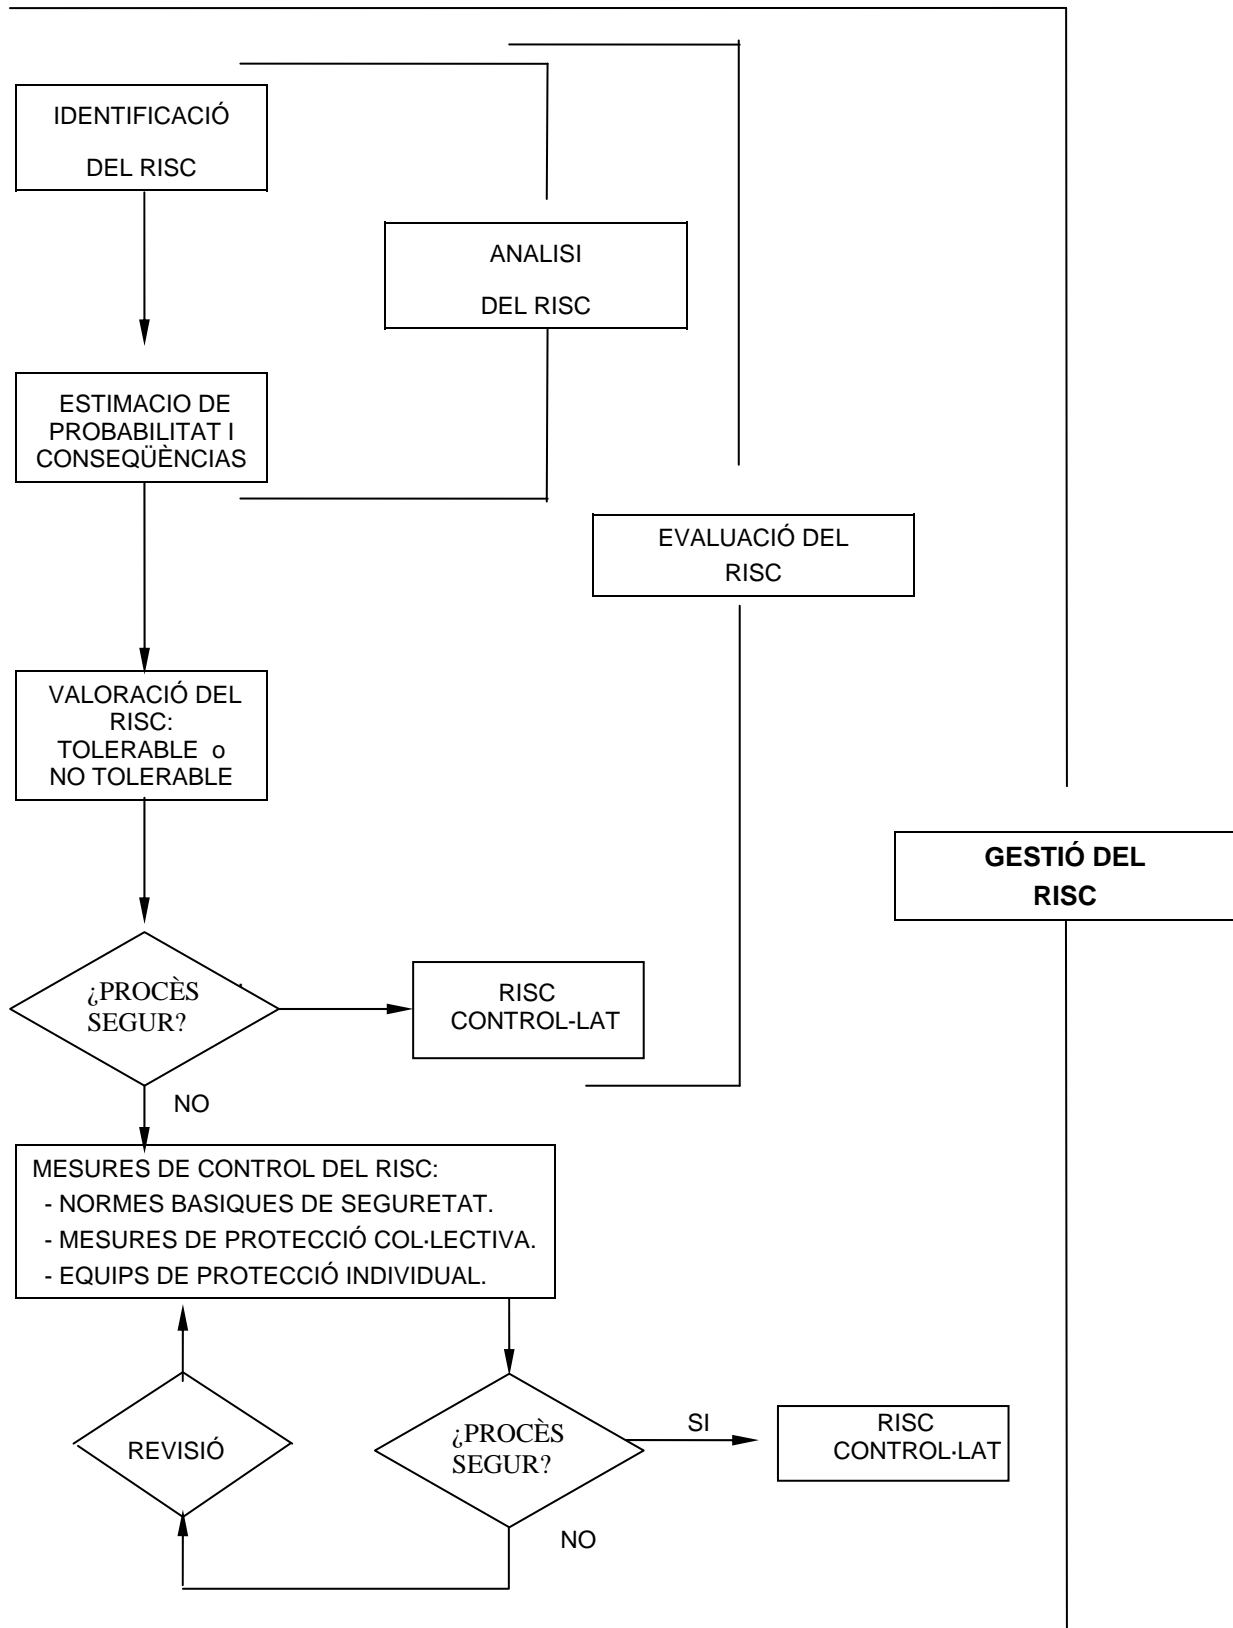 IDENTIFICACIÓ
DEL RISC
ANALISI
DEL RISC
ESTIMACIO DE
PROBABILITAT I
CONSEQÜÈNCIAS
EVALUACIÓ DEL
RISC
VALORACIÓ DEL
RISC:
TOLERABLE o
NO TOLERABLE
GESTIÓ DEL
RISC
¿PROCÈS
SEGUR?
RISC
CONTROL-LAT
NO
MESURES DE CONTROL DEL RISC:
- NORMES BASIQUES DE SEGURETAT.
- MESURES DE PROTECCIÓ COL·LECTIVA.
- EQUIPS DE PROTECCIÓ INDIVIDUAL.
REVISIÓ
¿PROCÈS
SEGUR?
SI
RISC
CONTROL·LAT
NO